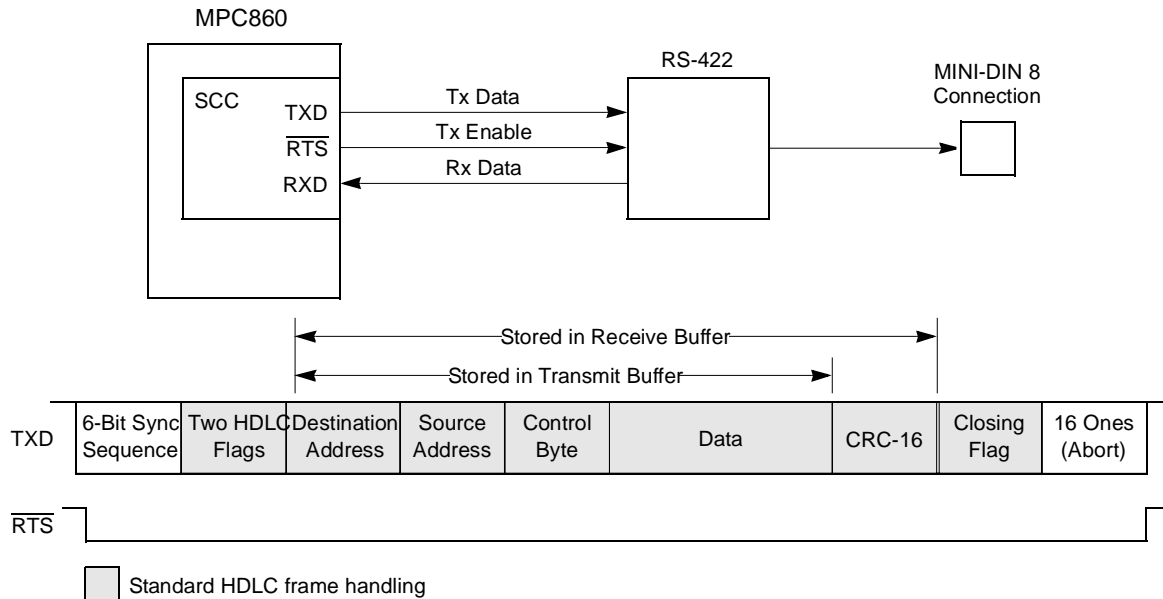 MPC860
SCC
TXD
RTS
RXD
Tx Data
Tx Enable
Rx Data
RS-422
MINI-DIN 8
Connection
Stored in Receive Buffer
Stored in Transmit Buffer
TXD
6-Bit Sync
Sequence
Two HDLC
Flags
Destination
Address
Source
Address
Control
Byte
Data
CRC-16
Closing
Flag
16 Ones
(Abort)
RTS
Standard HDLC frame handling